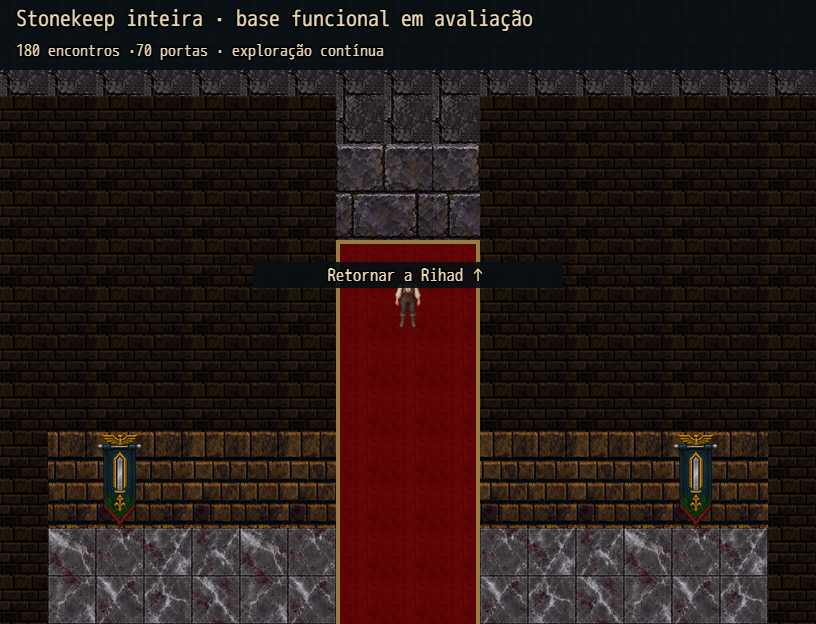 Stonekeep inteira · base funcional em avaliação
180 encontros ·70 portas · exploração contínua
Retornar a Rihad ↑